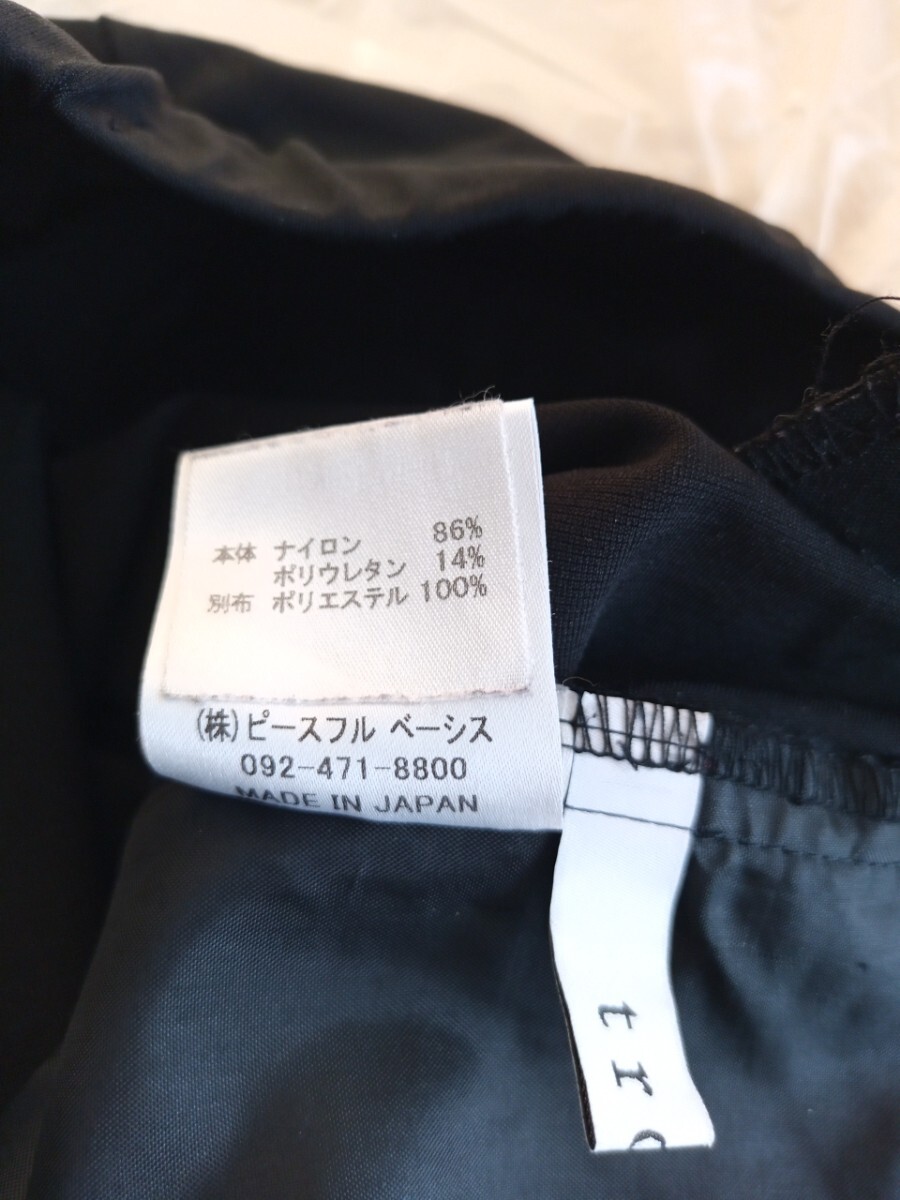 本体 ナイロン 86%
ポリウレタン 14%
別布 ポリエステル 100%
(株)ピースフル ベーシス
092-471-8800
MADE IN JAPAN
tr